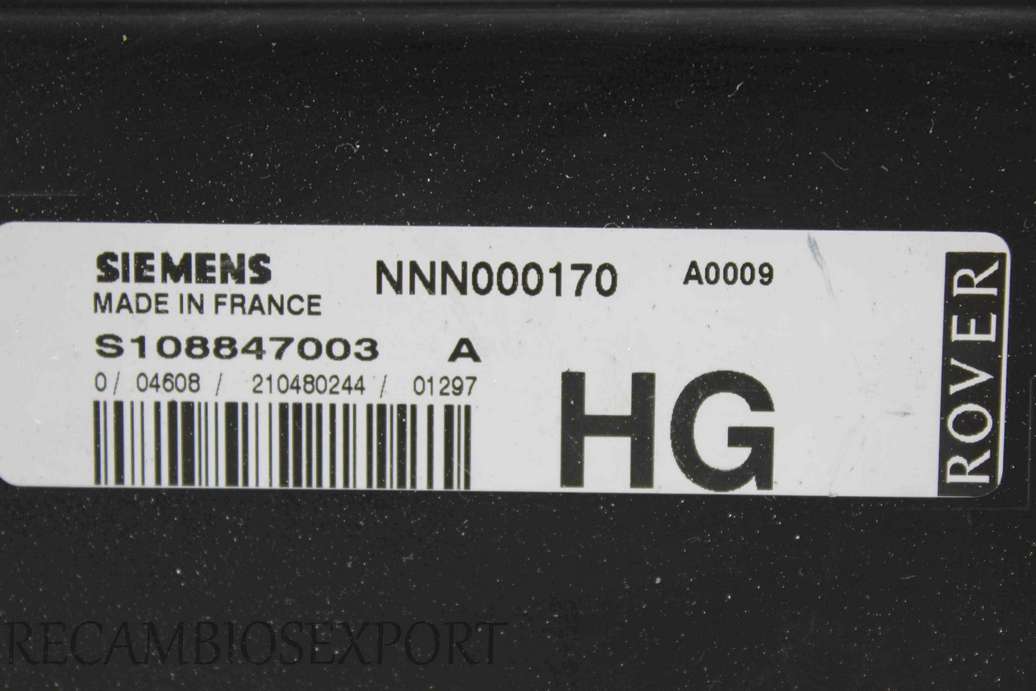 SIEMENS NNN000170 A0009
MADE IN FRANCE
S108847003 A
0/ 04608 / 210480244 / 01297
HG
ROVER
RECAMBIOSEXPORT